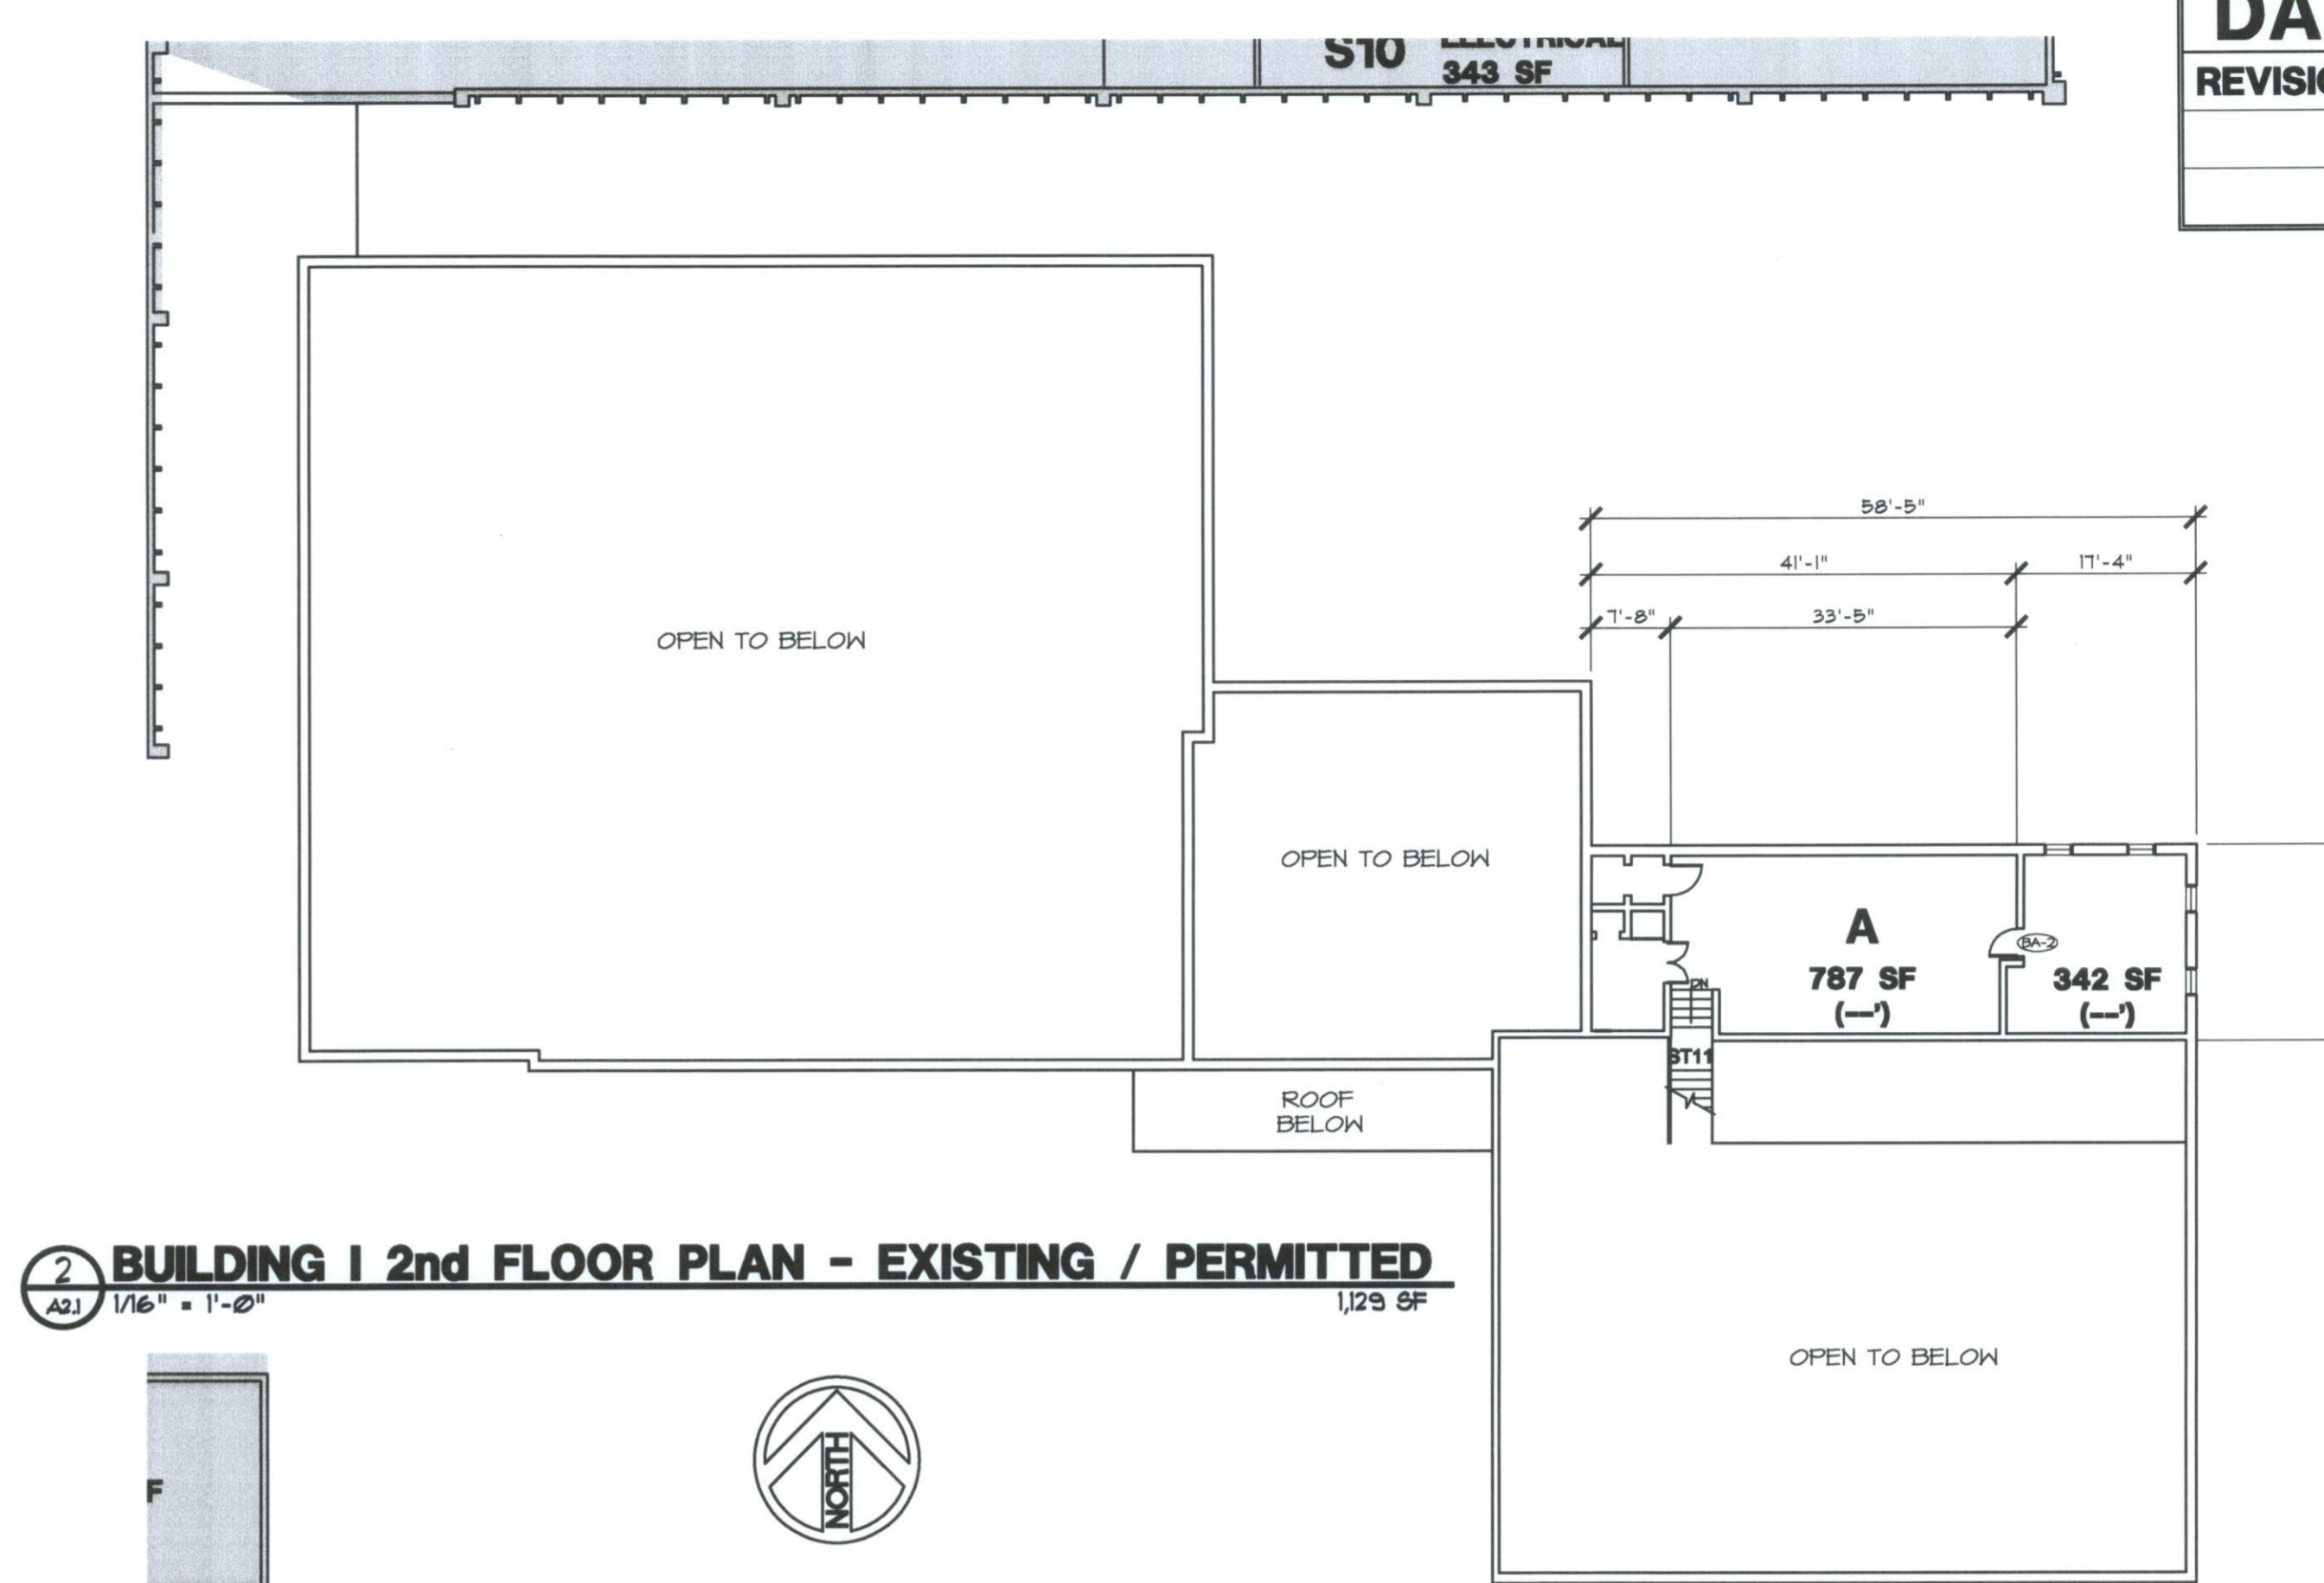 DA
REVISI
S10
343 SF
58'-5"
41'-1"
17'-4"
7'-8"
33'-5"
OPEN TO BELOW
OPEN TO BELOW
A
BA-2
787 SF
342 SF
(--')
(--')
DN
ST11
ROOF
BELOW
2
A2.1
BUILDING I 2nd FLOOR PLAN - EXISTING / PERMITTED
1/16" = 1'-0"
1,129 SF
OPEN TO BELOW
NORTH
F